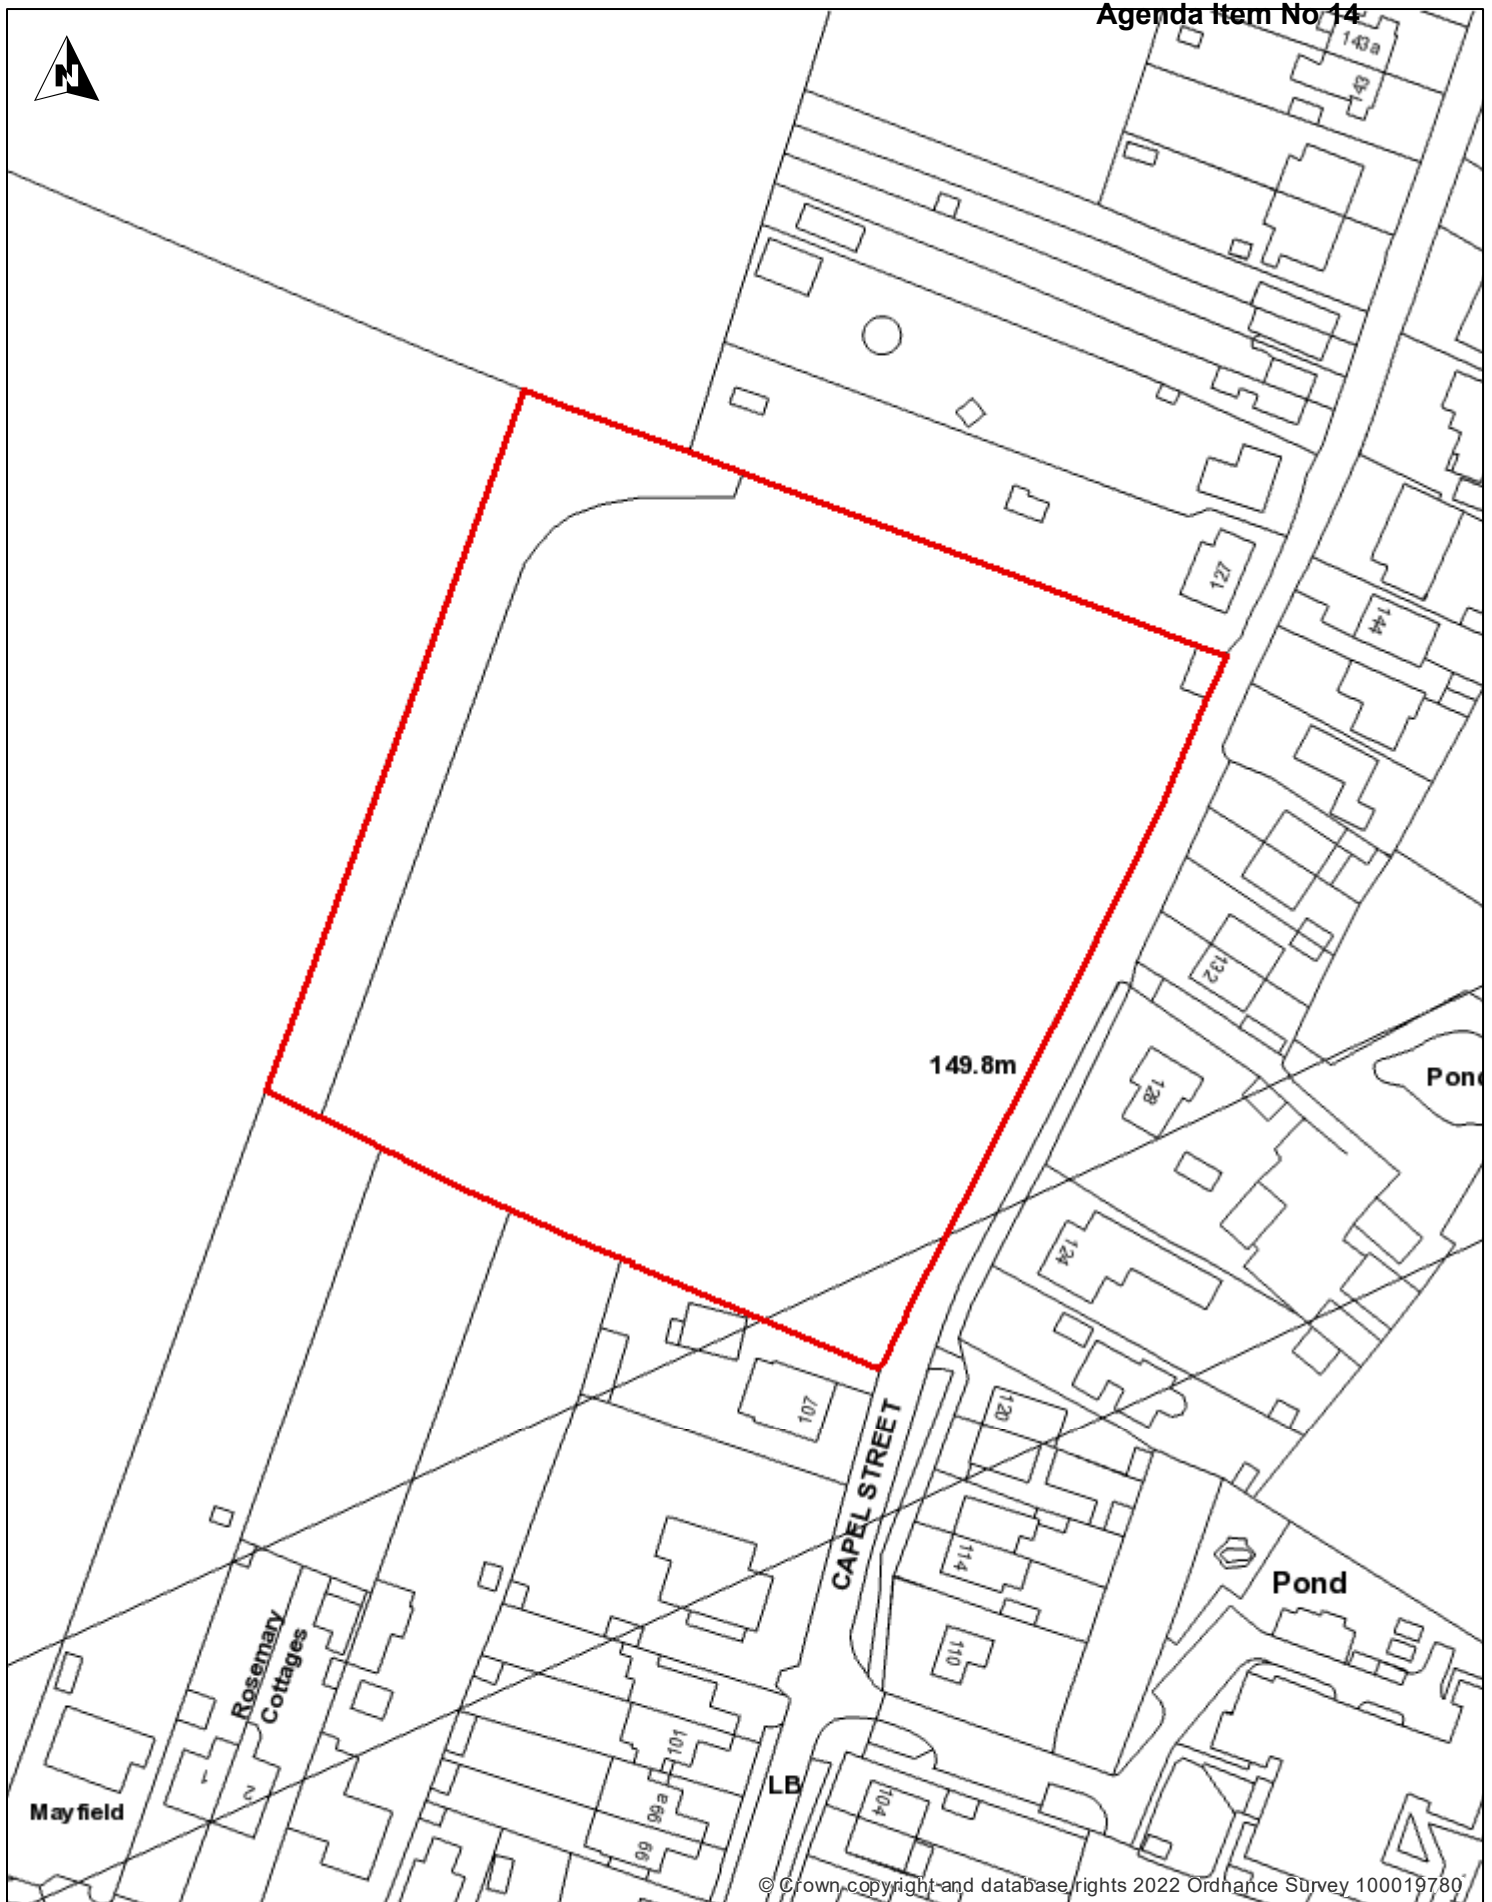 Agenda Item No 14
N
143a
143
127
144
132
149.8m
Pond
128
124
107
120
CAPEL STREET
114
Pond
110
Rosemary
Cottages
101
LB
1
2
Mayfield
99a
99
104
© Crown copyright and database rights 2022 Ordnance Survey 100019780